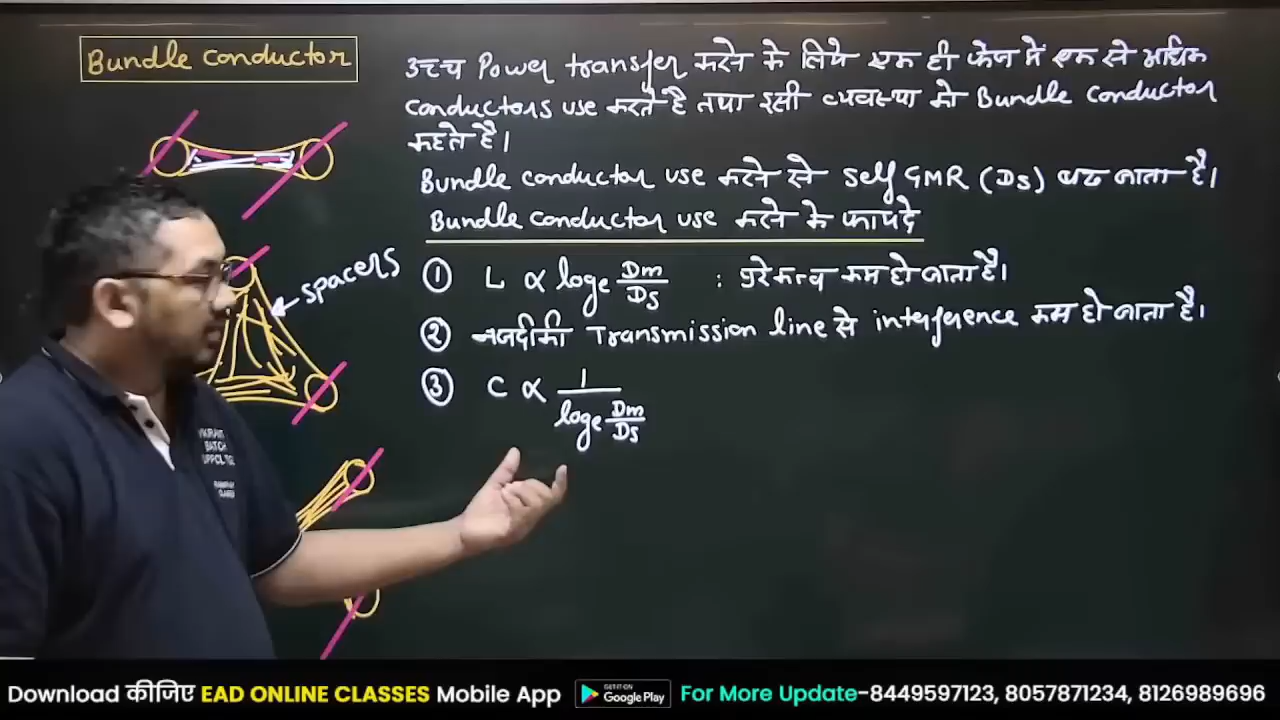 Bundle conductor
उच्च Power transfer करने के लिये एक ही फेज में एक से अधिक
conductors use करते है तथा इसी व्यवस्था को Bundle conductor
कहते है।
Bundle conductor use करने से Self GMR (Ds) बढ जाता है।
Bundle conductor use करने के फायदे
① L ∝ loge Dm/Ds : प्रेरकत्व कम हो जाता है।
② नजदीकी Transmission line से interference कम हो जाता है।
③ C ∝ 1/loge Dm/Ds
spacers
BATCH
UPPCL
Download कीजिए EAD ONLINE CLASSES Mobile App GET IT ON Google Play For More Update-8449597123, 8057871234, 8126989696